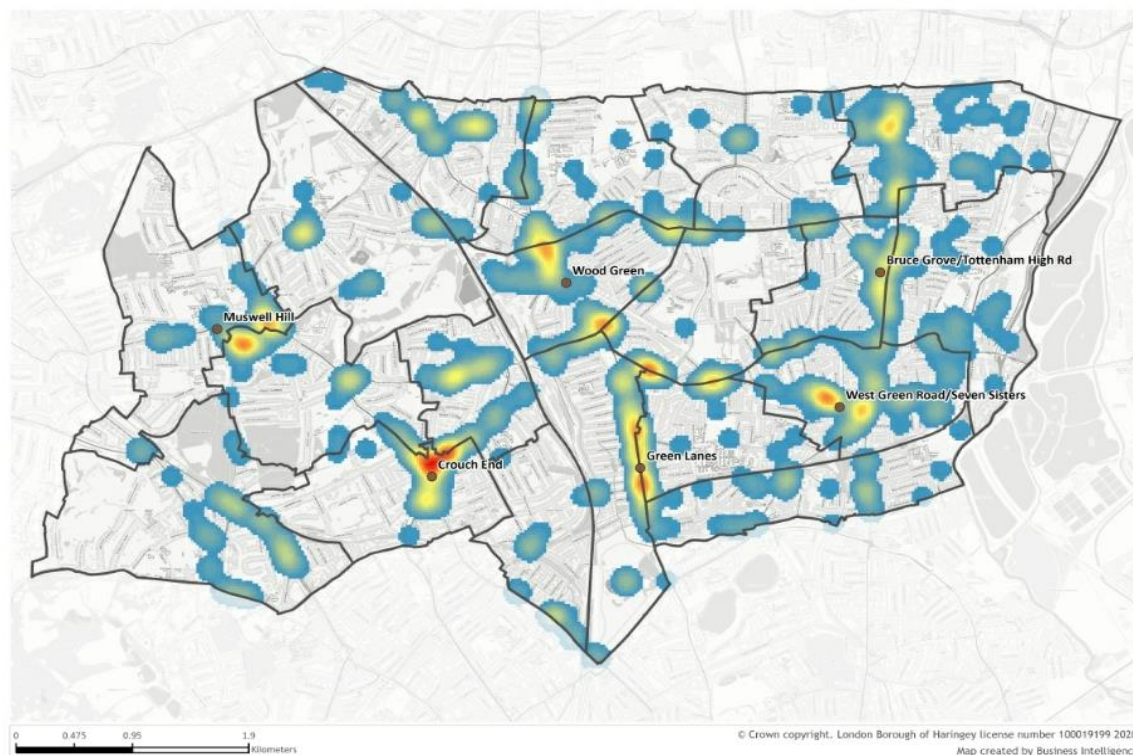 Bruce Grove/Tottenham High Rd
Wood Green
Muswell Hill
West Green Road/Seven Sisters
Crouch End
Green Lanes
0 0.475 0.95 1.9
Kilometers
© Crown copyright. London Borough of Haringey license number 100019199
Map created by Business Intelligenc